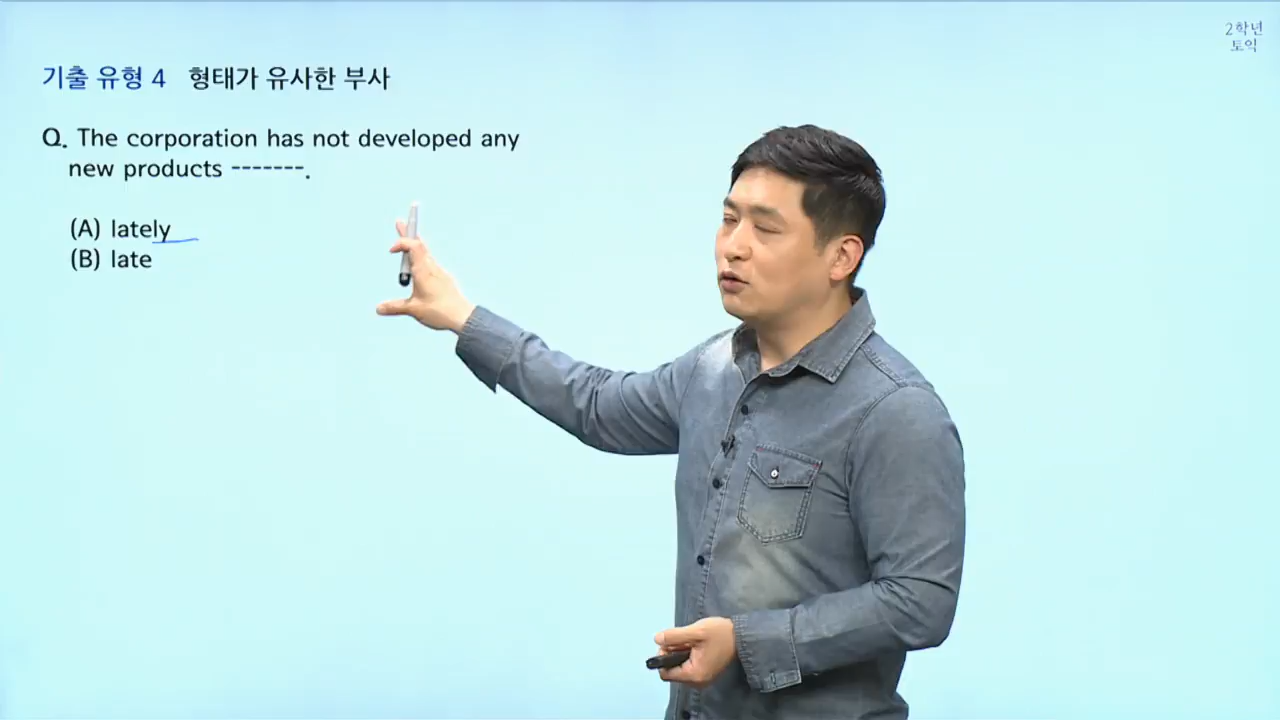 2학년
토익
기출 유형 4 형태가 유사한 부사
Q. The corporation has not developed any
new products -------.
(A) lately
(B) late